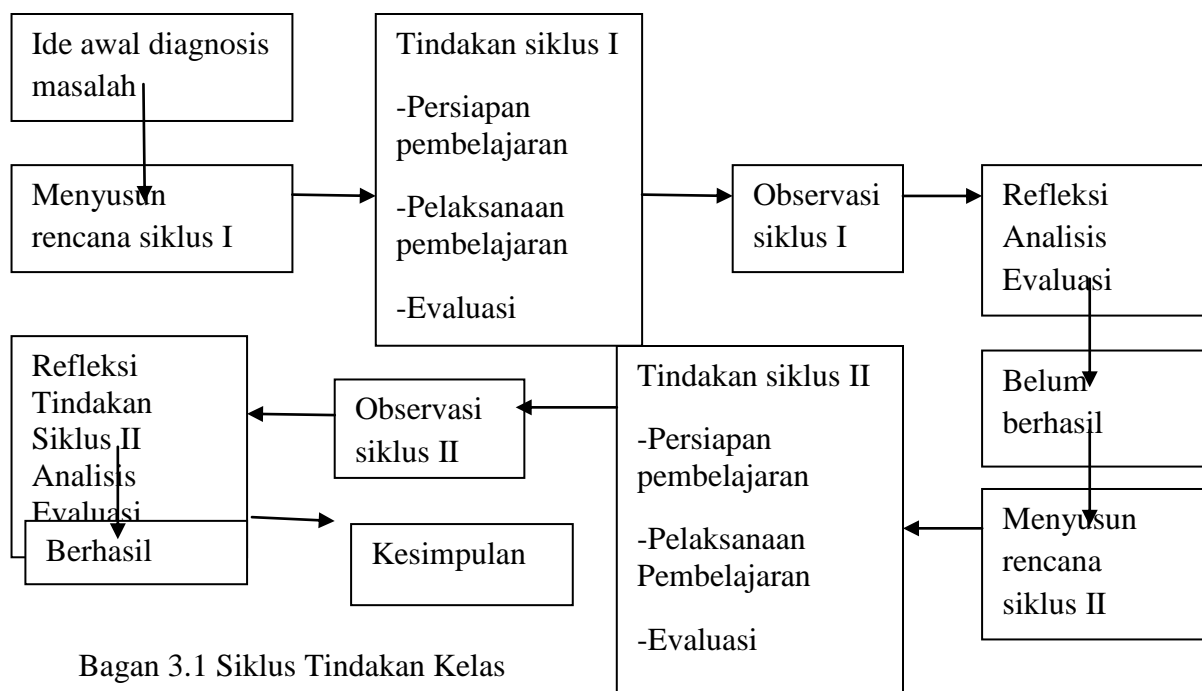 Ide awal diagnosis
masalah
Menyusun
rencana siklus I
Tindakan siklus I
-Persiapan
pembelajaran
-Pelaksanaan
pembelajaran
-Evaluasi
Observasi
siklus I
Refleksi
Analisis
Evaluasi
Belum
berhasil
Menyusun
rencana
siklus II
Tindakan siklus II
-Persiapan
pembelajaran
-Pelaksanaan
Pembelajaran
-Evaluasi
Observasi
siklus II
Refleksi
Tindakan
Siklus II
Analisis
Evaluasi
Berhasil
Kesimpulan
Bagan 3.1 Siklus Tindakan Kelas